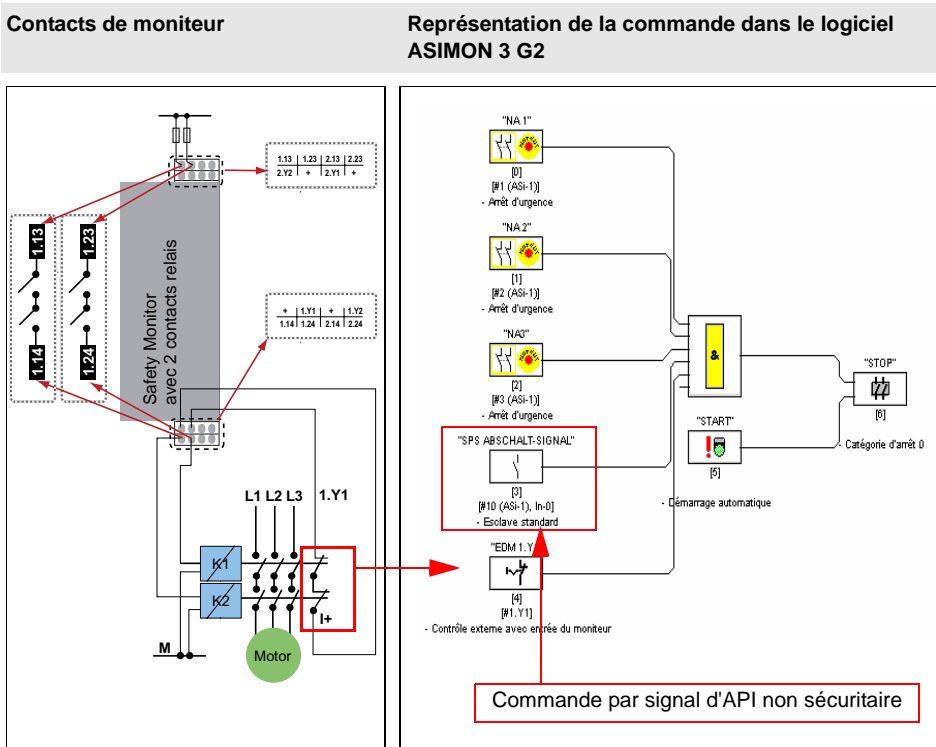 Contacts de moniteur
Représentation de la commande dans le logiciel
ASIMON 3 G2
1.13 | 1.23 | 2.13 | 2.23
2.Y2 | + | 2.Y1 | +
1.13
1.23
Safety Monitor
avec 2 contacts relais
+ | 1.Y1 | + | 1.Y2
1.14 | 1.24 | 2.14 | 2.24
1.14
1.24
L1 L2 L3
1.Y1
K1
K2
I+
M
Motor
"NA 1"
[0]
[#1 (ASi-1)]
- Arrêt d'urgence
"NA 2"
[1]
[#2 (ASi-1)]
- Arrêt d'urgence
"NA3"
[2]
[#3 (ASi-1)]
- Arrêt d'urgence
"SPS ABSCHALT-SIGNAL"
[3]
[#10 (ASi-1), In-0]
- Esclave standard
"EDM 1.Y
[4]
[#1.Y1]
- Contrôle externe avec entrée du moniteur
&
"START"
[5]
- Démarrage automatique
"STOP"
[6]
- Catégorie d'arrêt 0
Commande par signal d'API non sécuritaire